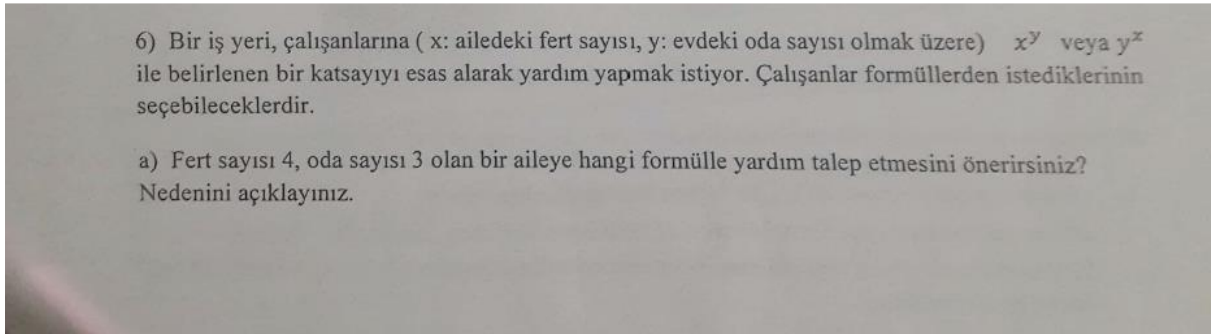 6) Bir iş yeri, çalışanlarına ( x: ailedeki fert sayısı, y: evdeki oda sayısı olmak üzere) xʸ veya yˣ
ile belirlenen bir katsayıyı esas alarak yardım yapmak istiyor. Çalışanlar formüllerden istediklerinin
seçebileceklerdir.
a) Fert sayısı 4, oda sayısı 3 olan bir aileye hangi formülle yardım talep etmesini önerirsiniz?
Nedenini açıklayınız.